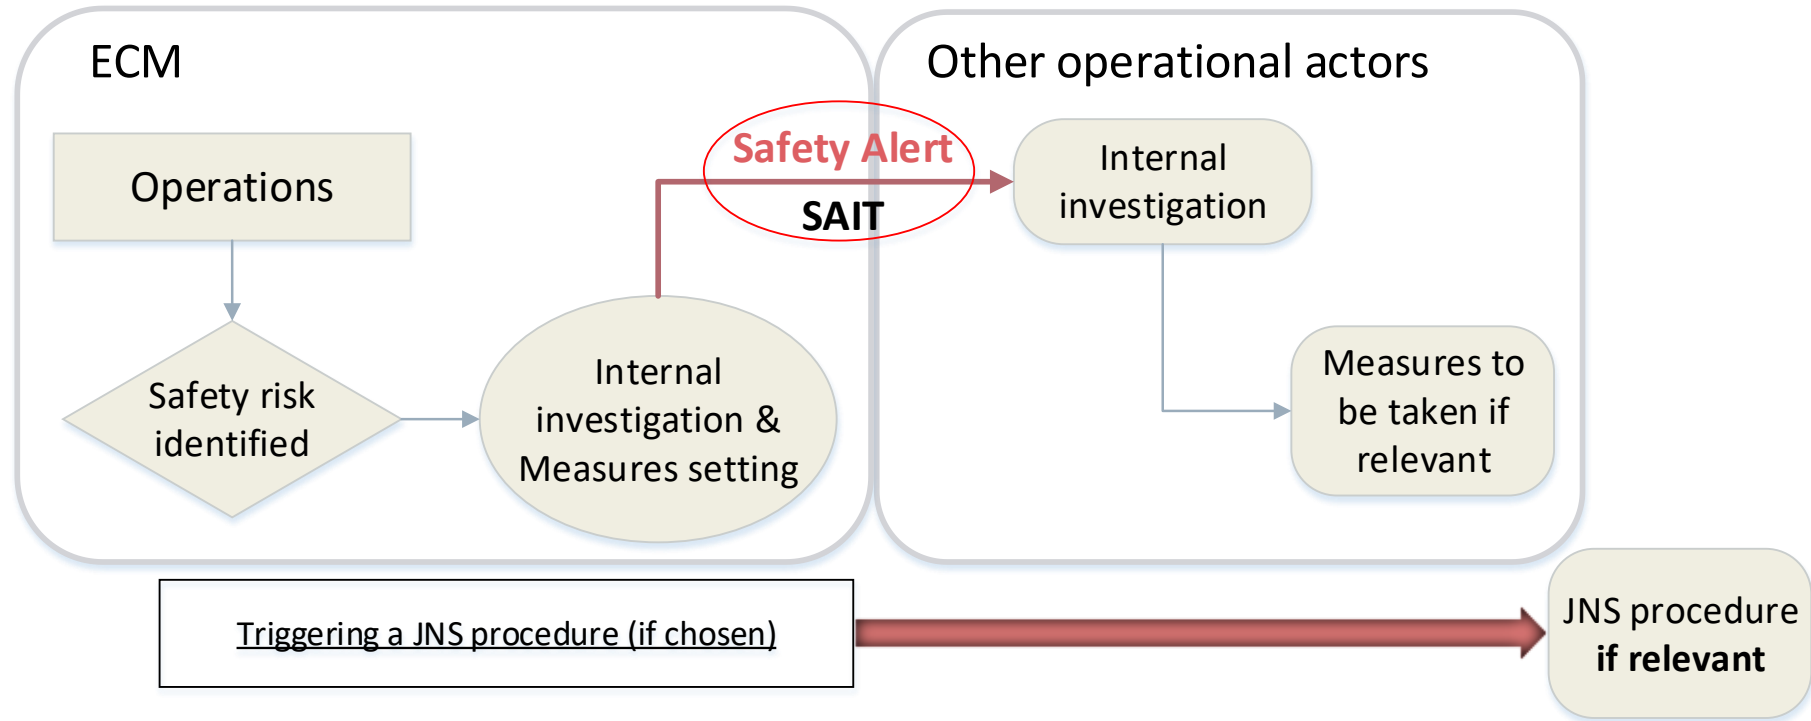 ECM
Other operational actors
Operations
Safety Alert
SAIT
Internal
investigation
Safety risk
identified
Internal
investigation &
Measures setting
Measures to
be taken if
relevant
Triggering a JNS procedure (if chosen)
JNS procedure
if relevant